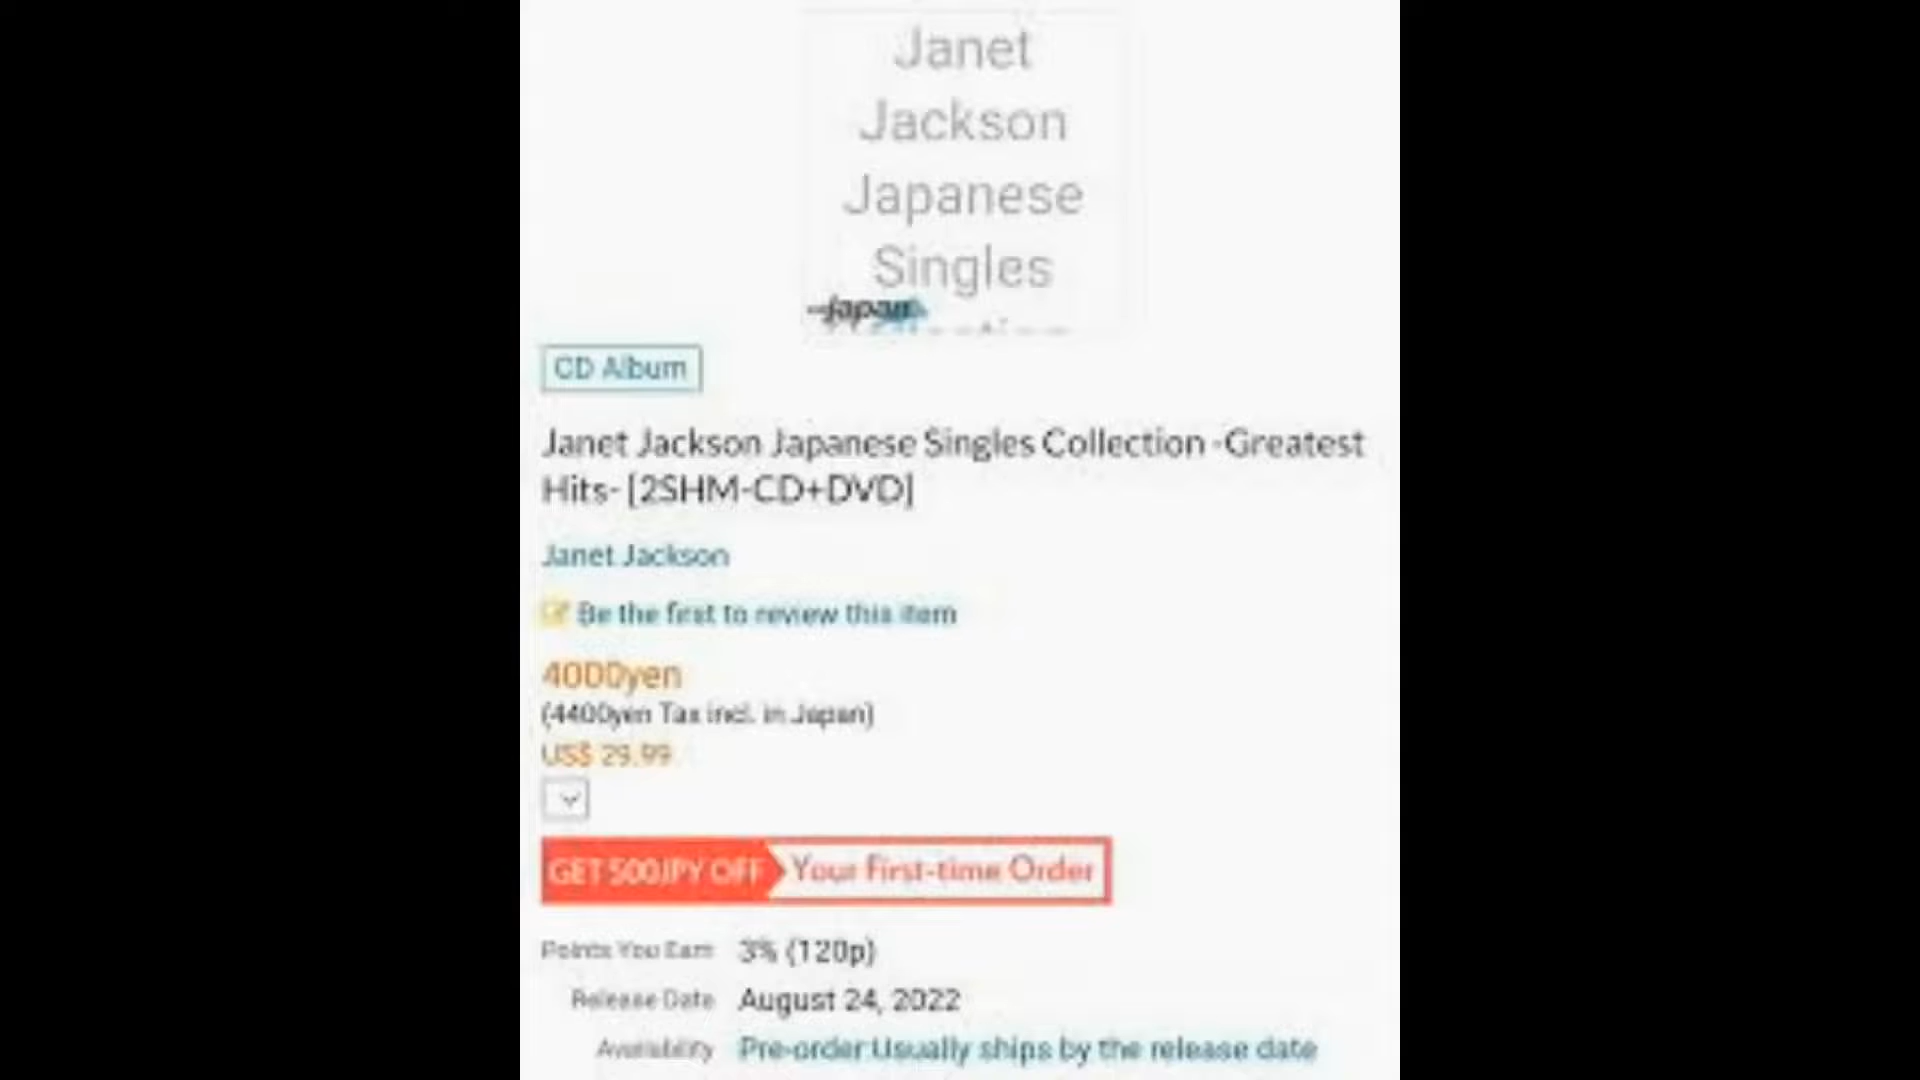 Janet
Jackson
Japanese
Singles
Japan
CD Album
Janet Jackson Japanese Singles Collection -Greatest
Hits- [2SHM-CD+DVD]
Janet Jackson
Be the first to review this item
4000yen
(4400yen Tax incl. in Japan)
US$ 29.99
GET 500JPY OFF Your First-time Order
Points You Earn 3% (120p)
Release Date August 24, 2022
Availability Pre-order:Usually ships by the release date